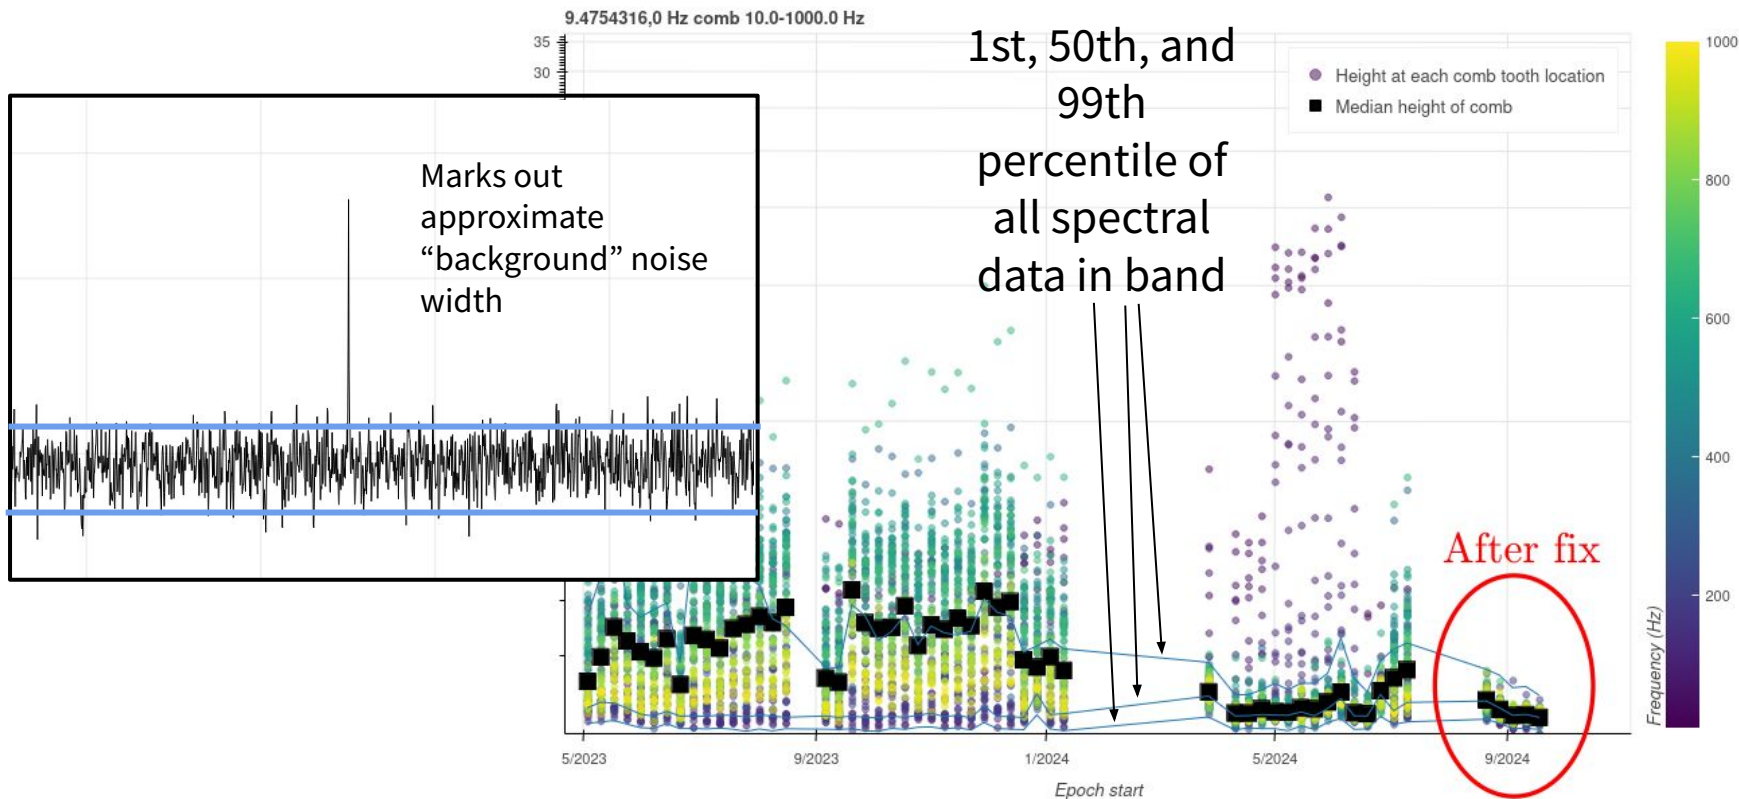 9.4754316,0 Hz comb 10.0-1000.0 Hz
35
30
1st, 50th, and
99th
percentile of
all spectral
data in band
Height at each comb tooth location
Median height of comb
Marks out
approximate
“background” noise
width
After fix
1000
800
600
400
200
Frequency (Hz)
5/2023
9/2023
1/2024
5/2024
9/2024
Epoch start